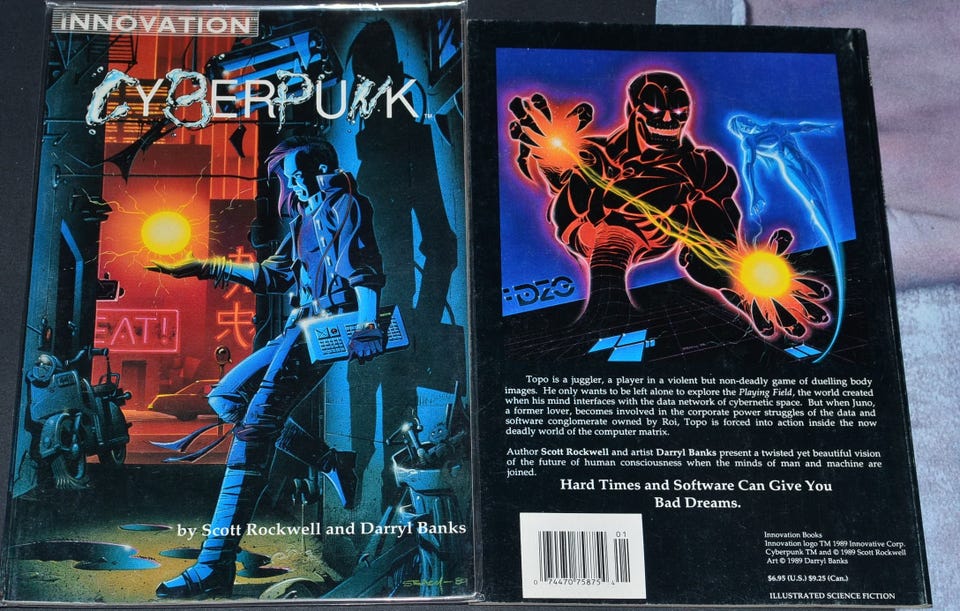 INNOVATION
CYBERPUNK™
EAT!
by Scott Rockwell and Darryl Banks
Topo is a juggler, a player in a violent but non-deadly game of duelling body
images. He only wants to be left alone to explore the Playing Field, the world created
when his mind interfaces with the data network of cybernetic space. But when Juno,
a former lover, becomes involved in the corporate power struggles of the data and
software conglomerate owned by Roi, Topo is forced into action inside the now
deadly world of the computer matrix.
Author Scott Rockwell and artist Darryl Banks present a twisted yet beautiful vision
of the future of human consciousness when the minds of man and machine are
joined.
Hard Times and Software Can Give You
Bad Dreams.
01
0 74470 75875 4
Innovation Books
Innovation logo TM 1989 Innovative Corp.
Cyberpunk TM and © 1989 Scott Rockwell
Art © 1989 Darryl Banks
$6.95 (U.S.) $9.25 (Can.)
ILLUSTRATED SCIENCE FICTION